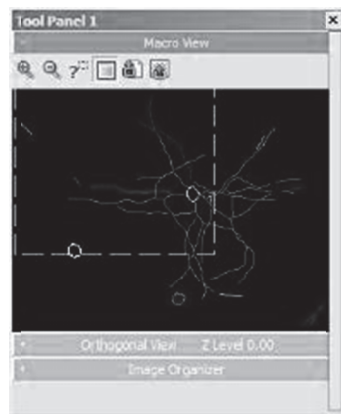 Tool Panel 1
Macro View
Orthogonal View Z Level 0.00
Image Organizer